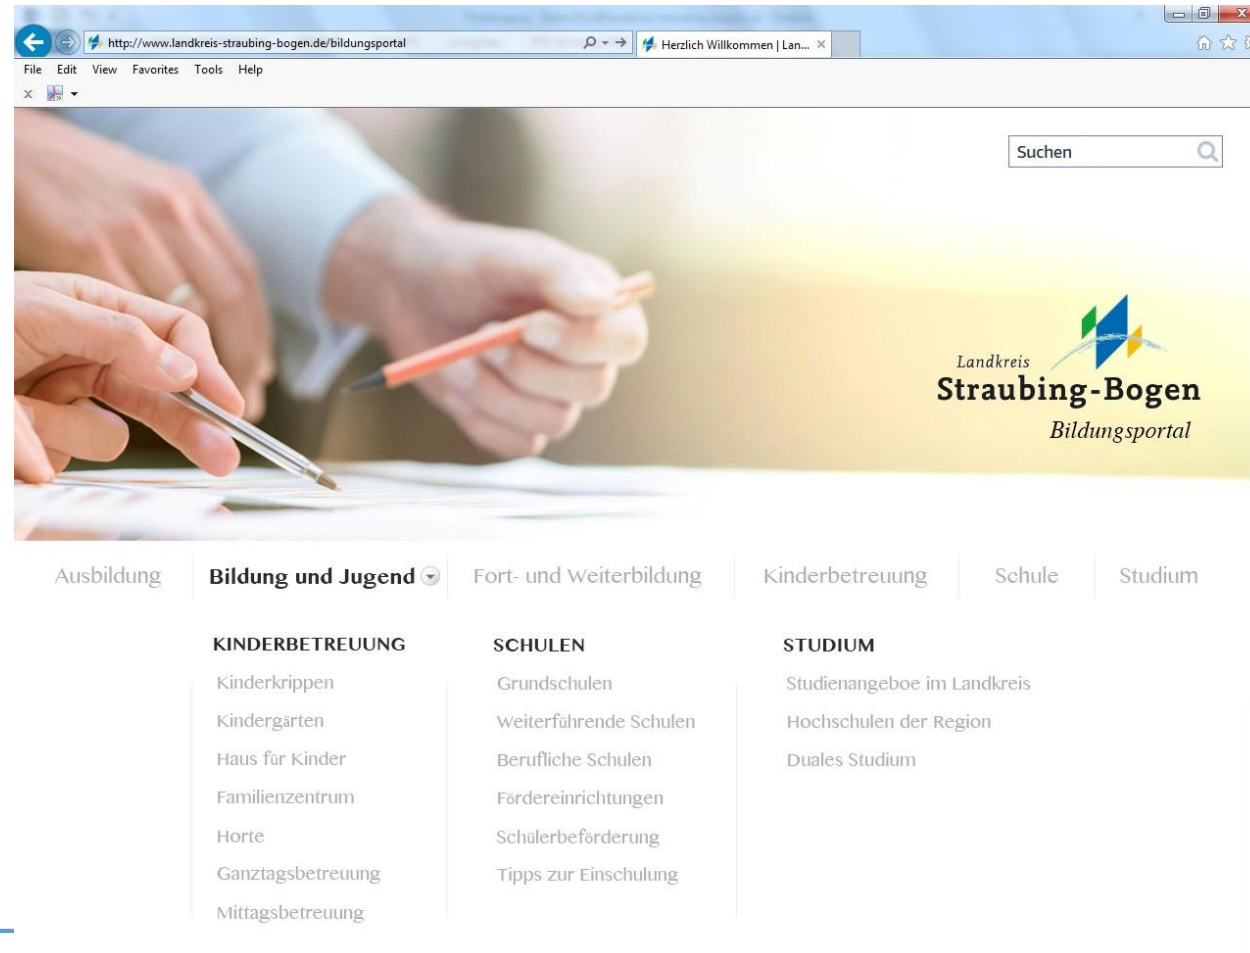 http://www.landkreis-straubing-bogen.de/bildungsportal
Herzlich Willkommen | Lan...
File Edit View Favorites Tools Help
Suchen
Landkreis
Straubing-Bogen
Bildungsportal
Ausbildung Bildung und Jugend Fort- und Weiterbildung Kinderbetreuung Schule Studium
KINDERBETREUUNG
Kinderkrippen
Kindergärten
Haus für Kinder
Familienzentrum
Horte
Ganztagsbetreuung
Mittagsbetreuung
SCHULEN
Grundschulen
Weiterführende Schulen
Berufliche Schulen
Fördereinrichtungen
Schülerbeförderung
Tipps zur Einschulung
STUDIUM
Studienangeboe im Landkreis
Hochschulen der Region
Duales Studium